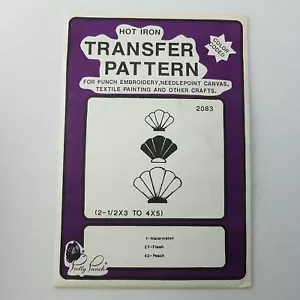 HOT IRON
TRANSFER
PATTERN
COLOR
CODED
FOR PUNCH EMBROIDERY, NEEDLEPOINT CANVAS,
TEXTILE PAINTING AND OTHER CRAFTS.
2083
(2-1/2X3 TO 4X5)
1-Watermelon
27-Flesh
42-Peach
Pretty Punch®